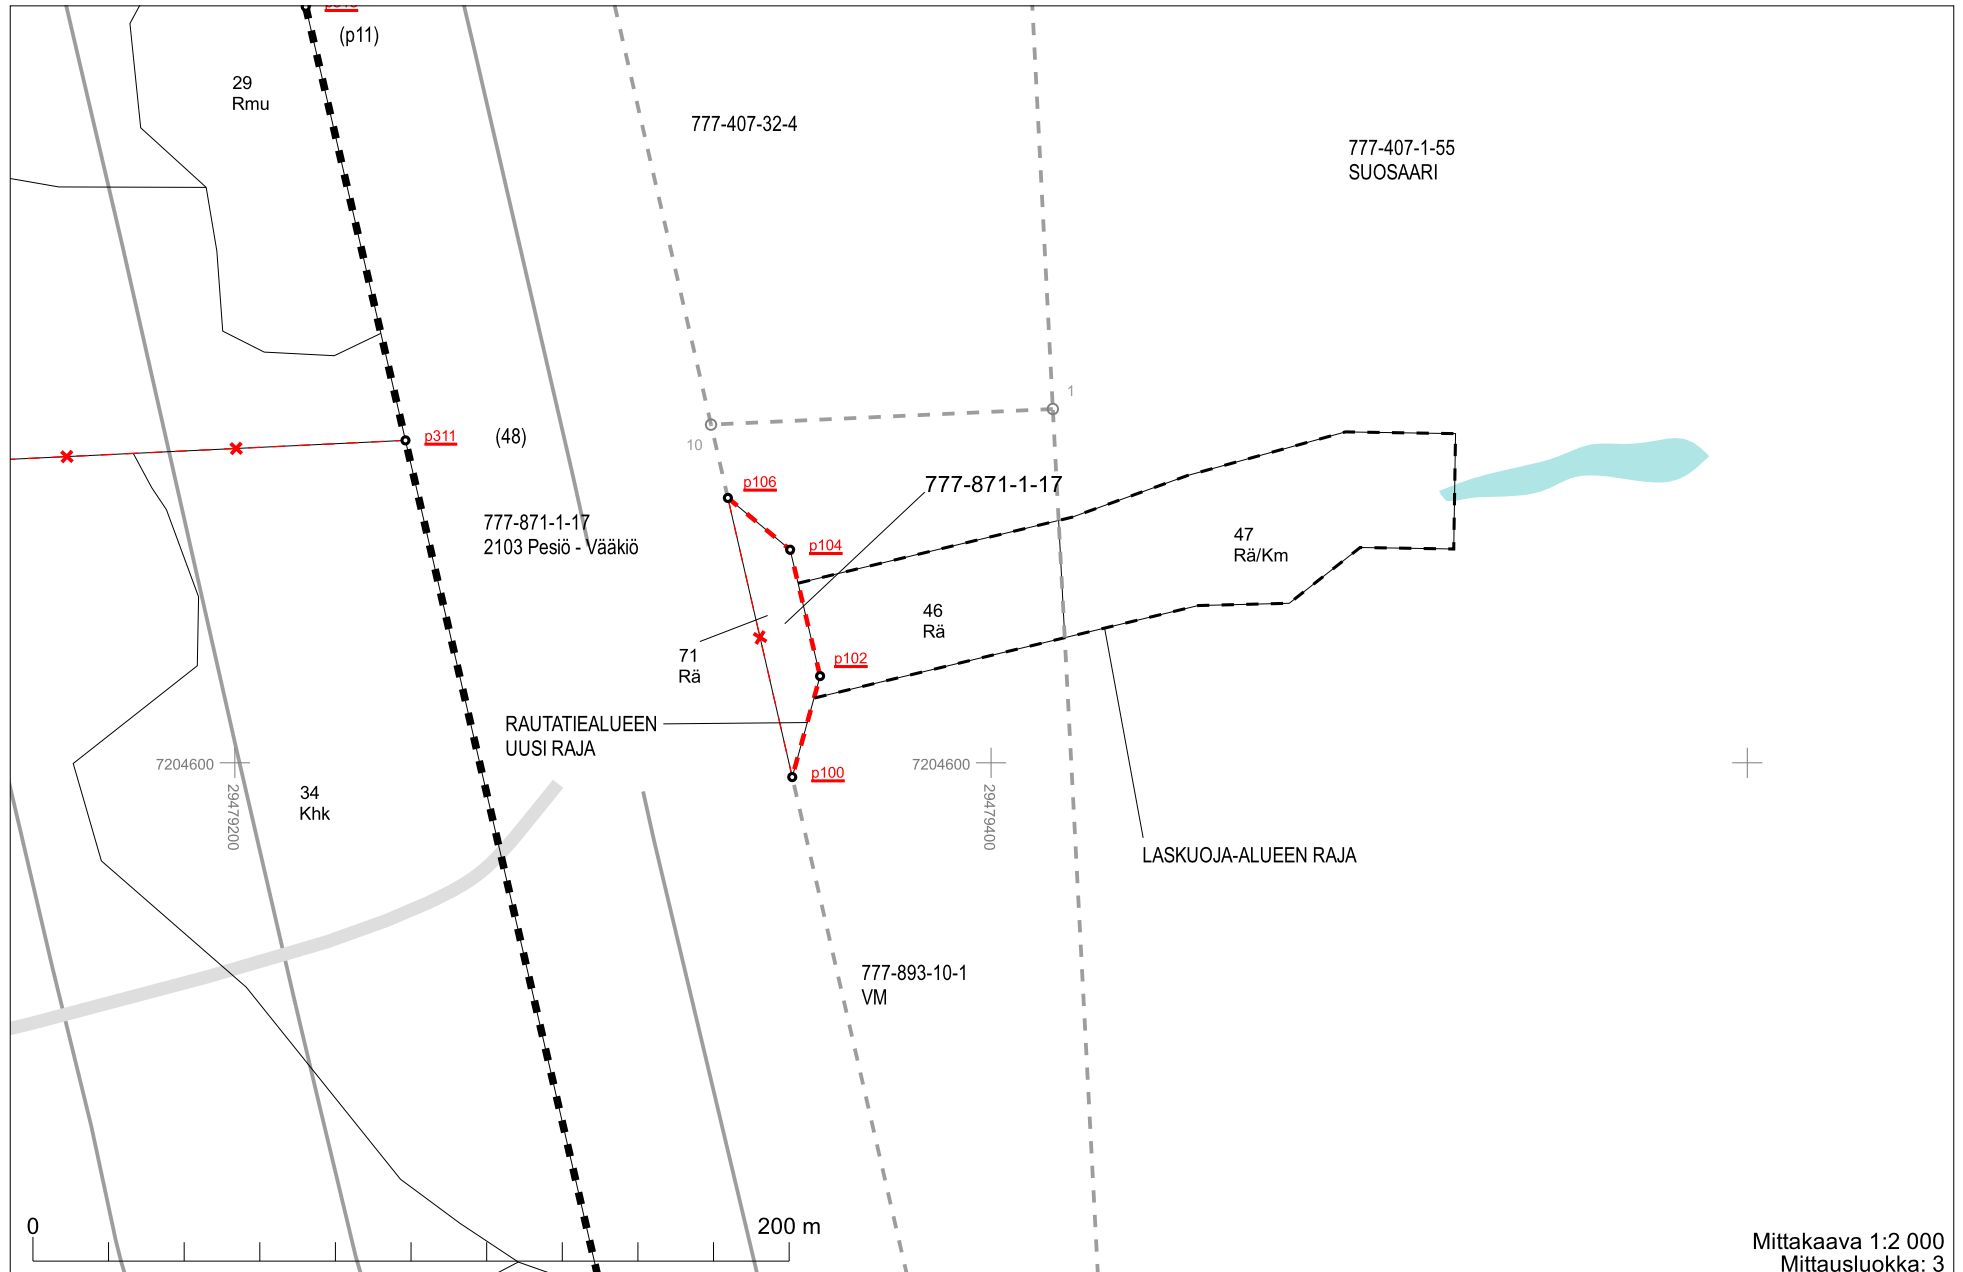 (p11)
29
Rmu
777-407-32-4
777-407-1-55
SUOSAARI
1
p311
(48)
10
p106
777-871-1-17
777-871-1-17
2103 Pesiö - Vääkiö
p104
47
Rä/Km
46
Rä
71
Rä
p102
RAUTATIEALUEEN
UUSI RAJA
7204600
29479200
p100
7204600
29479400
34
Khk
LASKUOJA-ALUEEN RAJA
777-893-10-1
VM
0
200 m
Mittakaava 1:2 000
Mittausluokka: 3